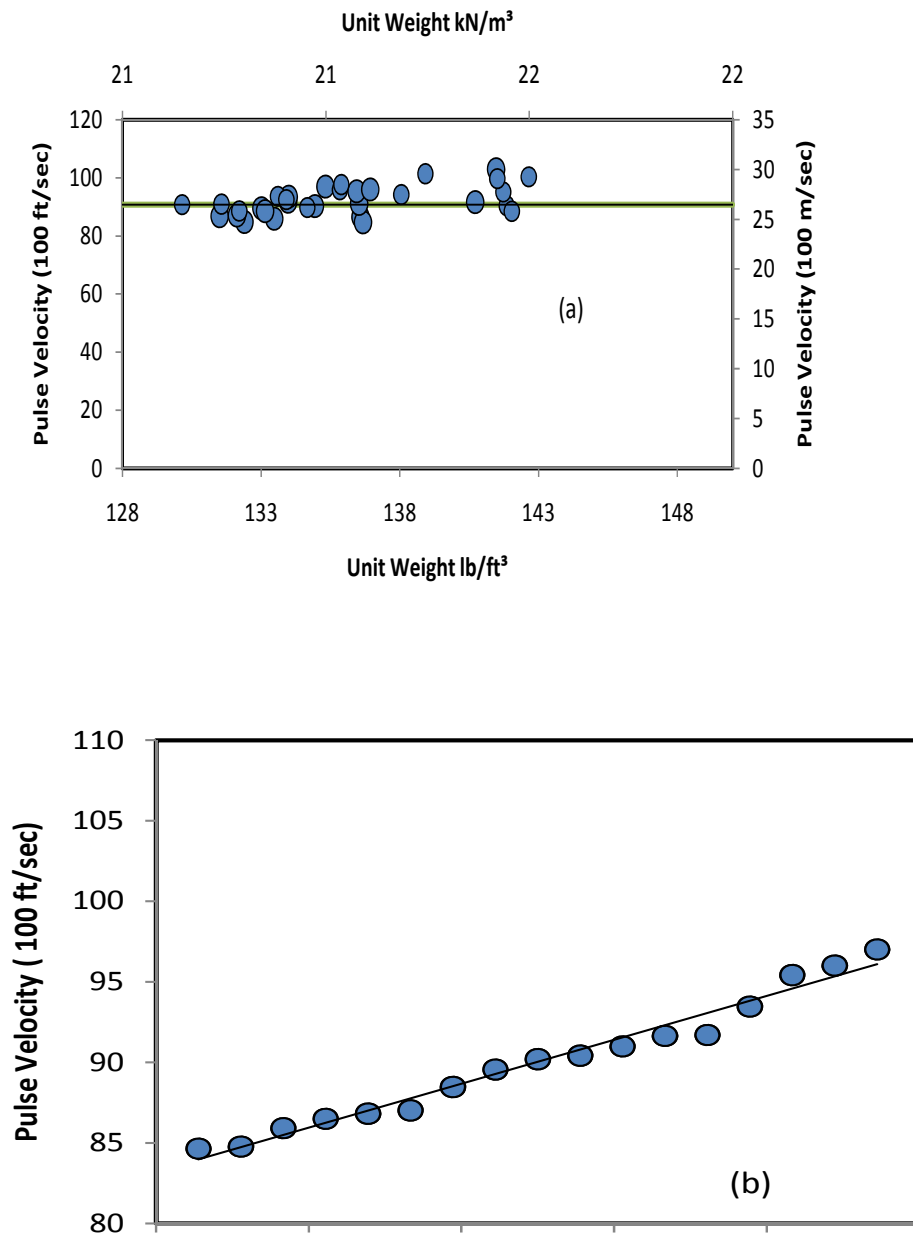 Unit Weight kN/m³
21 21 22 22
120 35
100 30
80 25
60 20
40 15
20 10
0 5
0
Pulse Velocity (100 ft/sec)
Pulse Velocity (100 m/sec)
(a)
128 133 138 143 148
Unit Weight lb/ft³
110
105
100
95
90
85
80
Pulse Velocity ( 100 ft/sec)
(b)